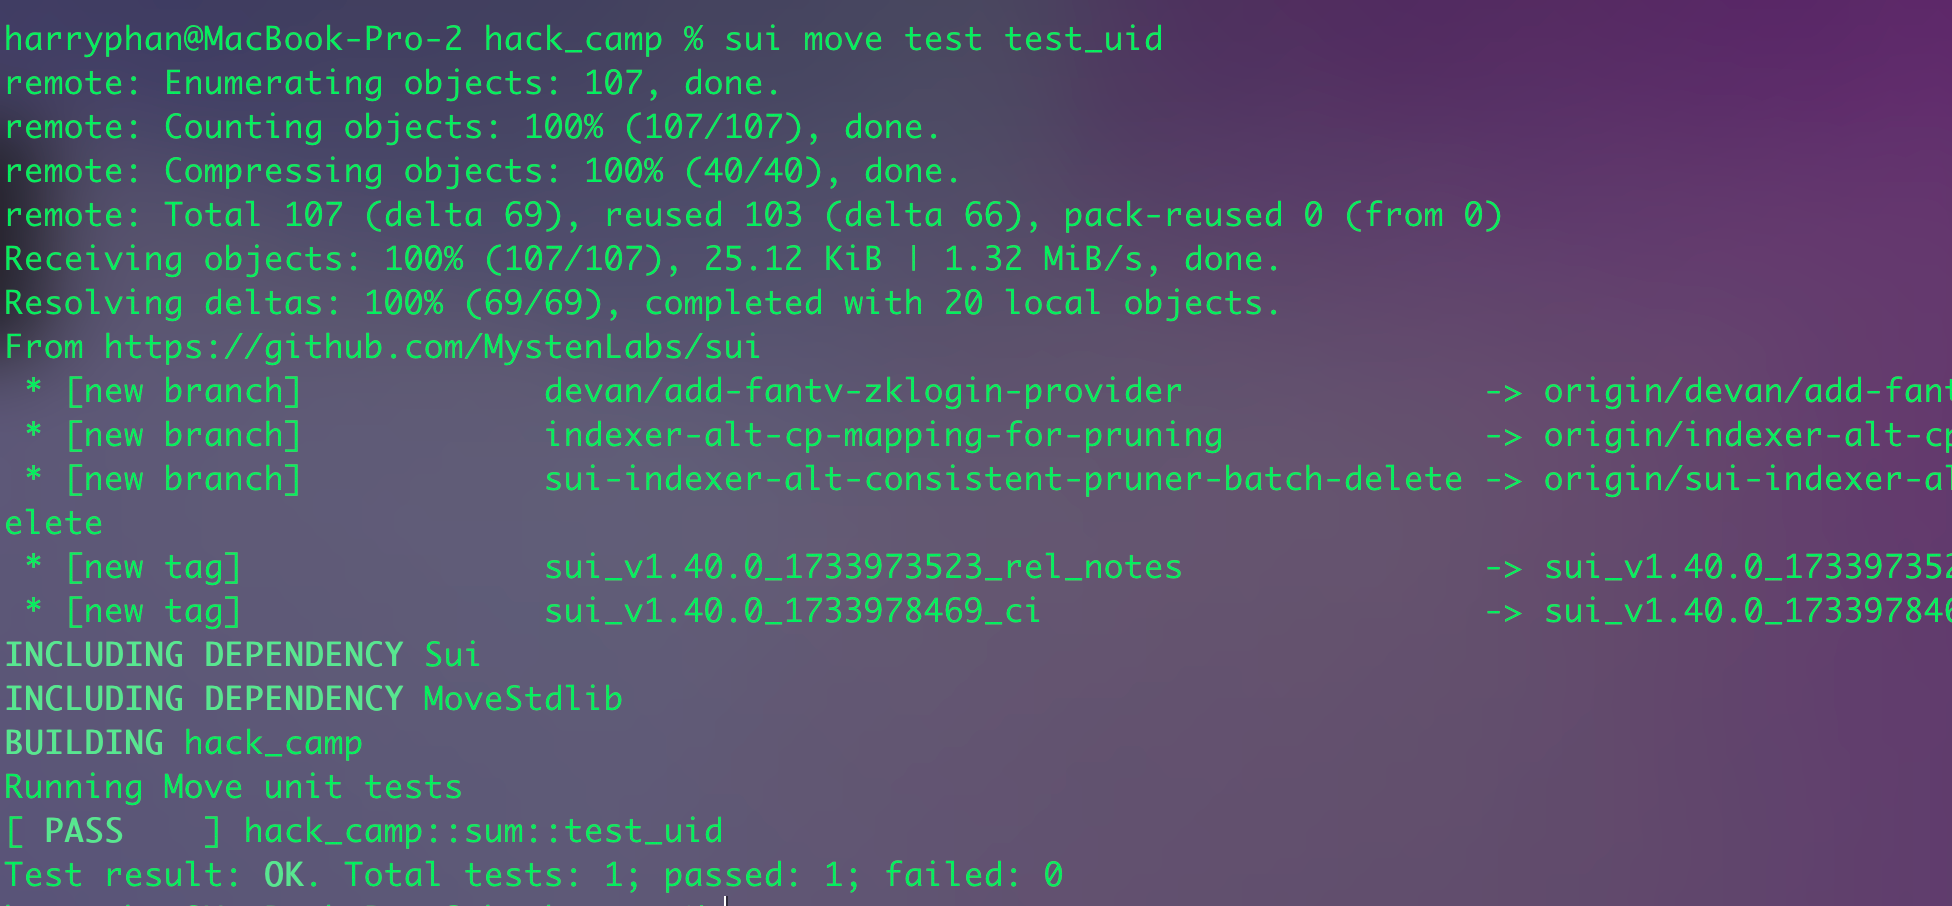 harryphan@MacBook-Pro-2 hack_camp % sui move test test_uid
remote: Enumerating objects: 107, done.
remote: Counting objects: 100% (107/107), done.
remote: Compressing objects: 100% (40/40), done.
remote: Total 107 (delta 69), reused 103 (delta 66), pack-reused 0 (from 0)
Receiving objects: 100% (107/107), 25.12 KiB | 1.32 MiB/s, done.
Resolving deltas: 100% (69/69), completed with 20 local objects.
From https://github.com/MystenLabs/sui
 * [new branch]            devan/add-fantv-zklogin-provider               -> origin/devan/add-fant
 * [new branch]            indexer-alt-cp-mapping-for-pruning             -> origin/indexer-alt-cp
 * [new branch]            sui-indexer-alt-consistent-pruner-batch-delete -> origin/sui-indexer-al
elete
 * [new tag]               sui_v1.40.0_1733973523_rel_notes               -> sui_v1.40.0_173397352
 * [new tag]               sui_v1.40.0_1733978469_ci                      -> sui_v1.40.0_173397846
INCLUDING DEPENDENCY Sui
INCLUDING DEPENDENCY MoveStdlib
BUILDING hack_camp
Running Move unit tests
[ PASS    ] hack_camp::sum::test_uid
Test result: OK. Total tests: 1; passed: 1; failed: 0